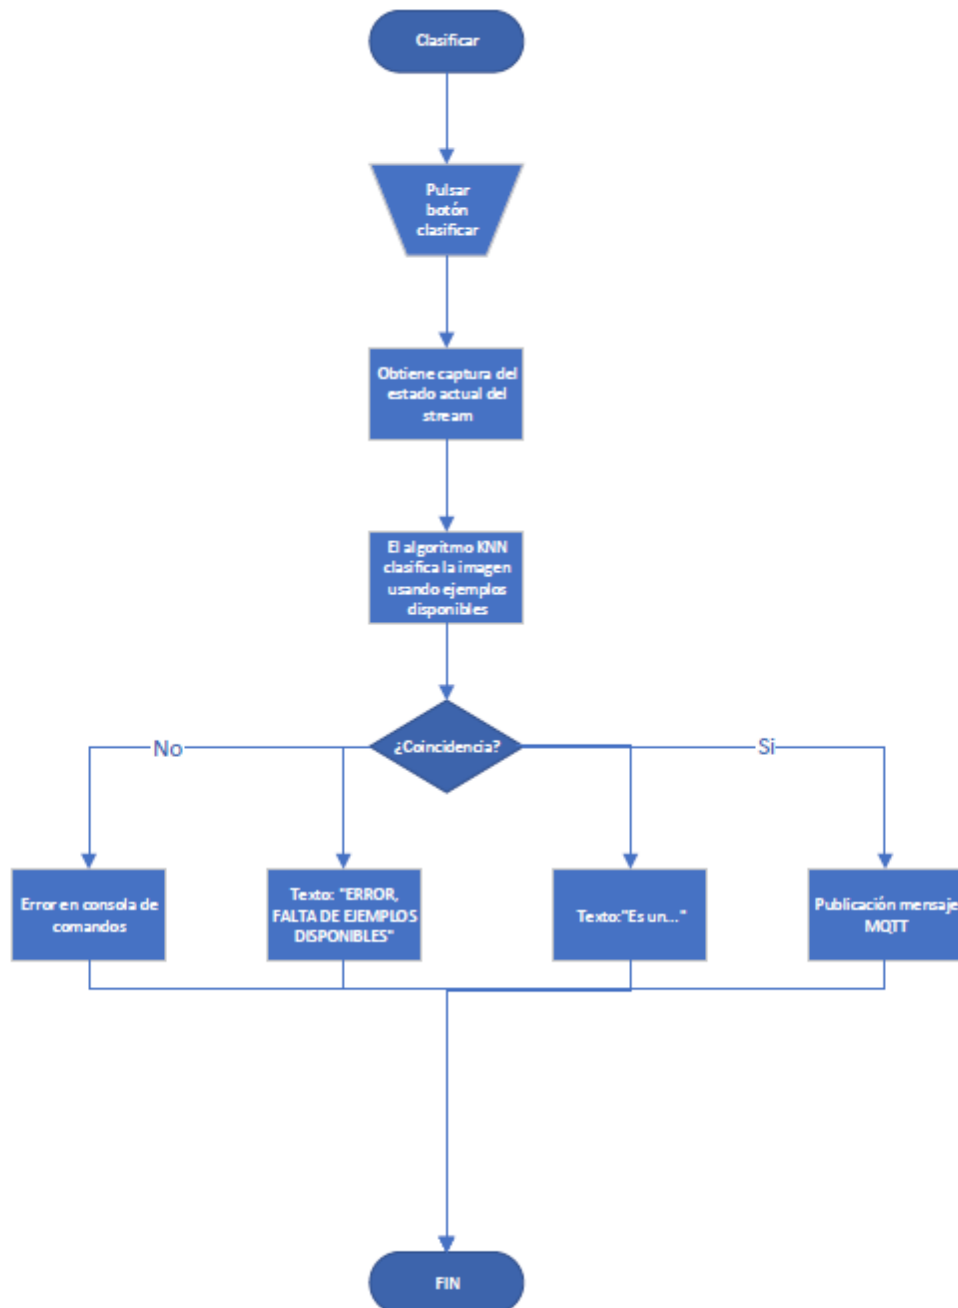 Clasificar
Pulsar
botón
clasificar
Obtiene captura del
estado actual del
stream
El algoritmo KNN
clasifica la imagen
usando ejemplos
disponibles
¿Coincidencia?
No
Si
Error en consola de
comandos
Texto: "ERROR,
FALTA DE EJEMPLOS
DISPONIBLES"
Texto:"Es un..."
Publicación mensaje
MQTT
FIN